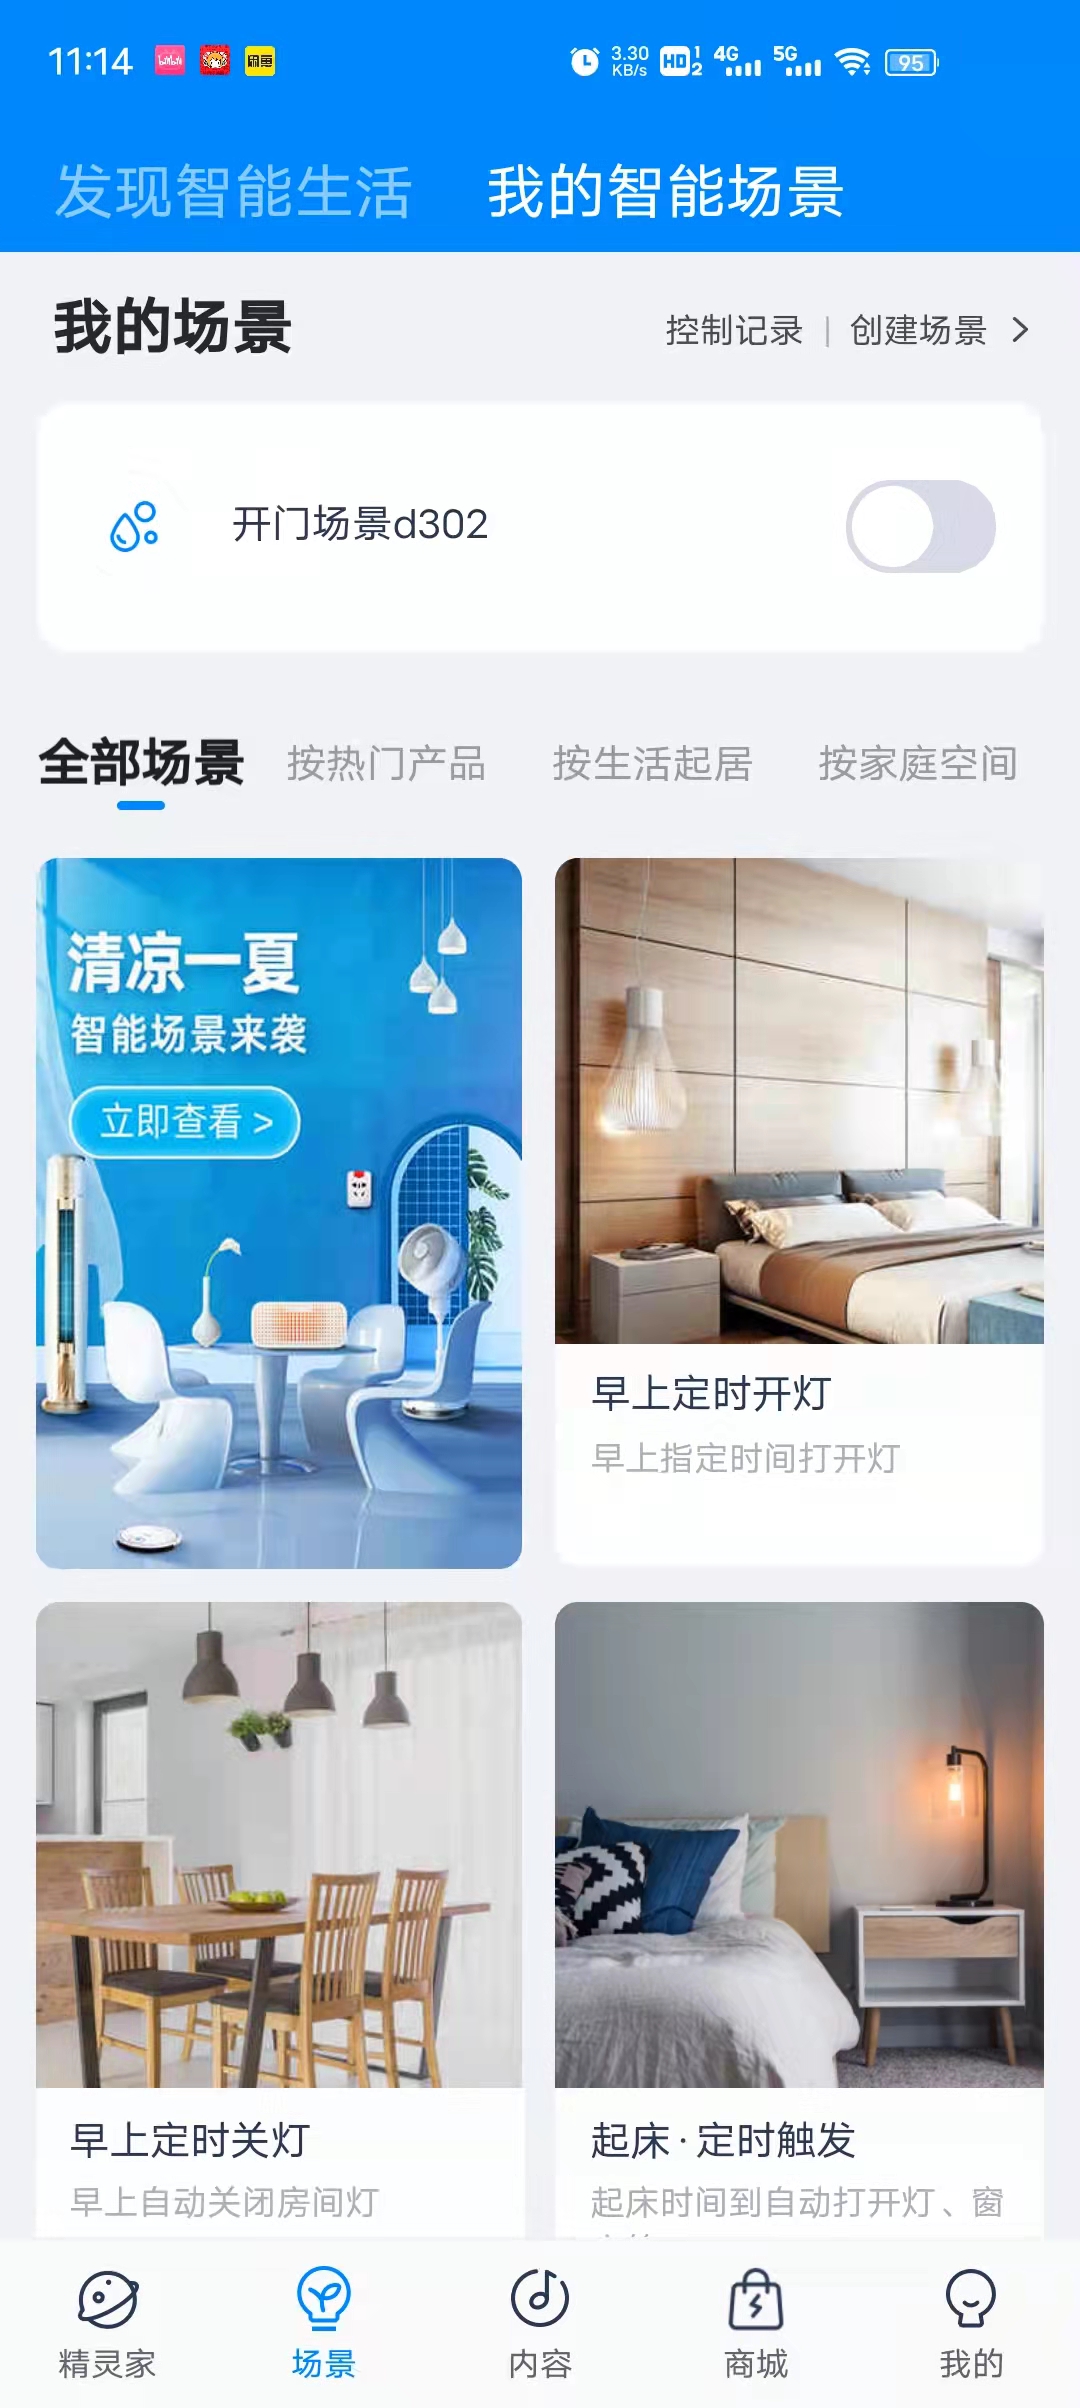 11:14
闲鱼
3.30
KB/s
HD 1 2
4G
5G
95
发现智能生活 我的智能场景
我的场景
控制记录 | 创建场景 >
开门场景d302
全部场景 按热门产品 按生活起居 按家庭空间
清凉一夏
智能场景来袭
立即查看 >
早上定时开灯
早上指定时间打开灯
早上定时关灯
早上自动关闭房间灯
起床·定时触发
起床时间到自动打开灯、窗
精灵家 场景 内容 商城 我的